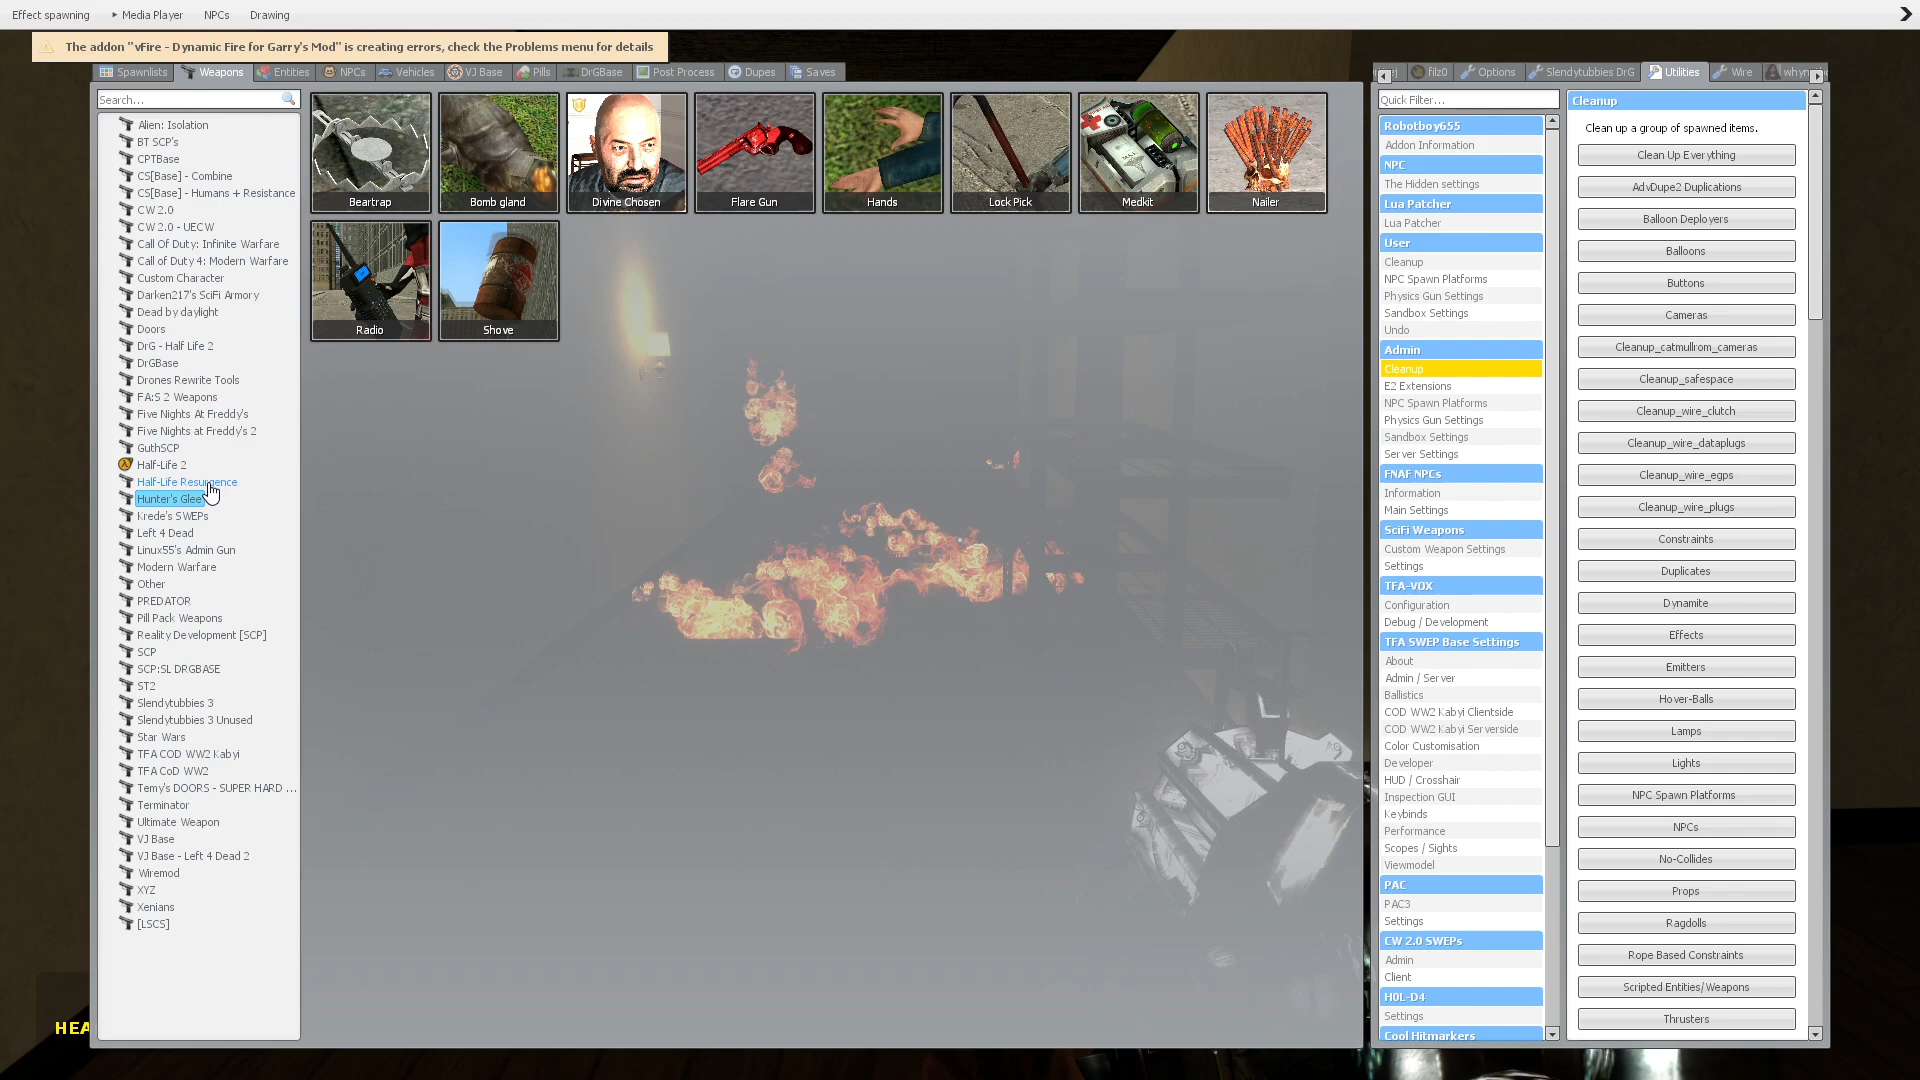 Effect spawning
Media Player
NPCs
Drawing
The addon "vFire - Dynamic Fire for Garry's Mod" is creating errors, check the Problems menu for details
Spawnlists
Weapons
Entities
NPCs
Vehicles
VJ Base
Pills
DrGBase
Post Process
Dupes
Saves
Search...
Alien: Isolation
BT SCP's
CPTBase
CS[Base] - Combine
CS[Base] - Humans + Resistance
CW 2.0
CW 2.0 - UECW
Call Of Duty: Infinite Warfare
Call of Duty 4: Modern Warfare
Custom Character
Darken217's SciFi Armory
Dead by daylight
Doors
DrG - Half Life 2
DrGBase
Drones Rewrite Tools
FA:S 2 Weapons
Five Nights At Freddy's
Five Nights at Freddy's 2
GuthSCP
Half-Life 2
Half-Life Resurgence
Hunter's Glee
Krede's SWEPs
Left 4 Dead
Linux55's Admin Gun
Modern Warfare
Other
PREDATOR
Pill Pack Weapons
Reality Development [SCP]
SCP
SCP:SL DRGBASE
ST2
Slendytubbies 3
Slendytubbies 3 Unused
Star Wars
TFA COD WW2 Kabyi
TFA CoD WW2
Temy's DOORS - SUPER HARD ...
Terminator
Ultimate Weapon
VJ Base
VJ Base - Left 4 Dead 2
Wiremod
XYZ
Xenians
[LSCS]
Beartrap
Bomb gland
Divine Chosen
Flare Gun
Hands
Lock Pick
Medkit
Nailer
Radio
Shove
HEA
filz0
Options
Slendytubbies DrG
Utilities
Wire
Quick Filter...
Robotboy655
Addon Information
NPC
The Hidden settings
Lua Patcher
Lua Patcher
User
Cleanup
NPC Spawn Platforms
Physics Gun Settings
Sandbox Settings
Undo
Admin
Cleanup
E2 Extensions
NPC Spawn Platforms
Physics Gun Settings
Sandbox Settings
Server Settings
FNAF NPCs
Information
Main Settings
SciFi Weapons
Custom Weapon Settings
Settings
TFA-VOX
Configuration
Debug / Development
TFA SWEP Base Settings
About
Admin / Server
Ballistics
COD WW2 Kabyi Clientside
COD WW2 Kabyi Serverside
Color Customisation
Developer
HUD / Crosshair
Inspection GUI
Keybinds
Performance
Scopes / Sights
Viewmodel
PAC
PAC3
Settings
CW 2.0 SWEPs
Admin
Client
H0L-D4
Settings
Cool Hitmarkers
Cleanup
Clean up a group of spawned items.
Clean Up Everything
AdvDupe2 Duplications
Balloon Deployers
Balloons
Buttons
Cameras
Cleanup_catmullrom_cameras
Cleanup_safespace
Cleanup_wire_clutch
Cleanup_wire_dataplugs
Cleanup_wire_egps
Cleanup_wire_plugs
Constraints
Duplicates
Dynamite
Effects
Emitters
Hover-Balls
Lamps
Lights
NPC Spawn Platforms
NPCs
No-Collides
Props
Ragdolls
Rope Based Constraints
Scripted Entities/Weapons
Thrusters